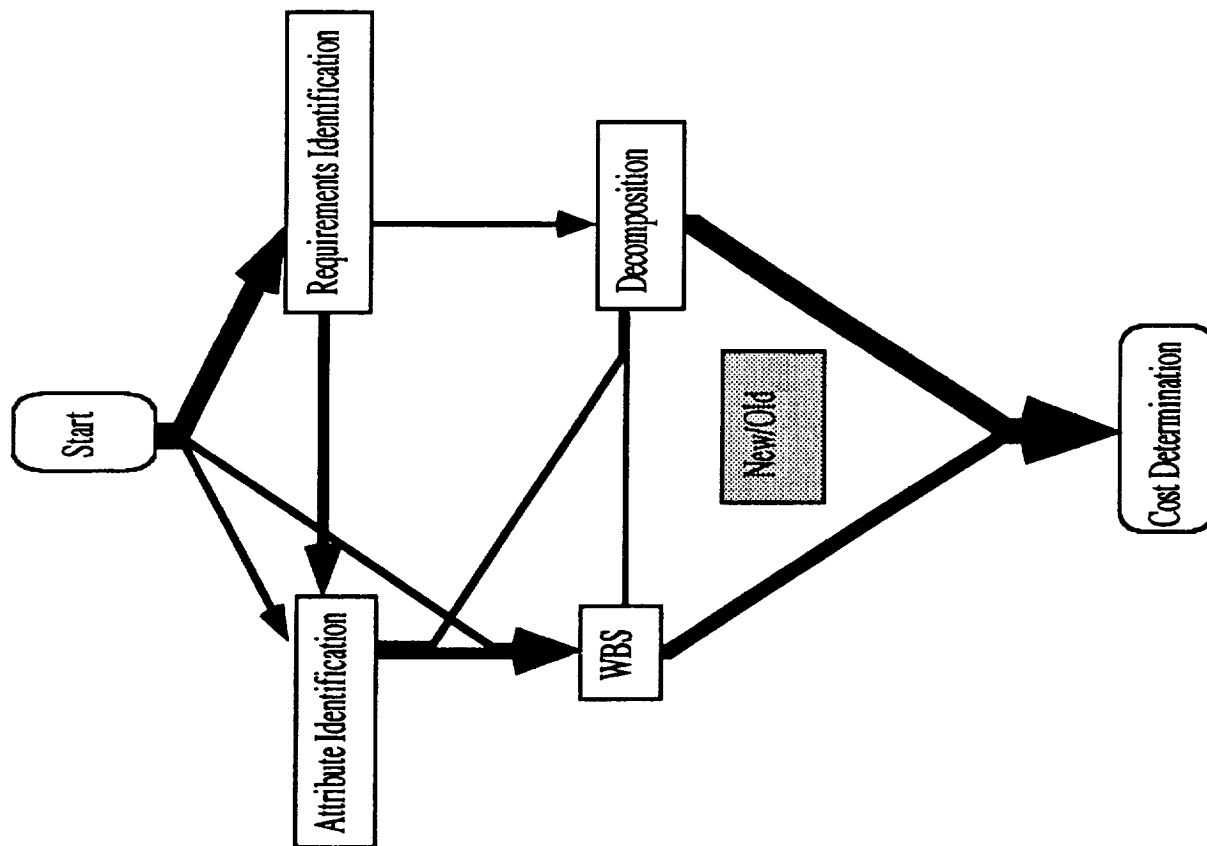 Start
Requirements Identification
Attribute Identification
Decomposition
WBS
New/Old
Cost Determination